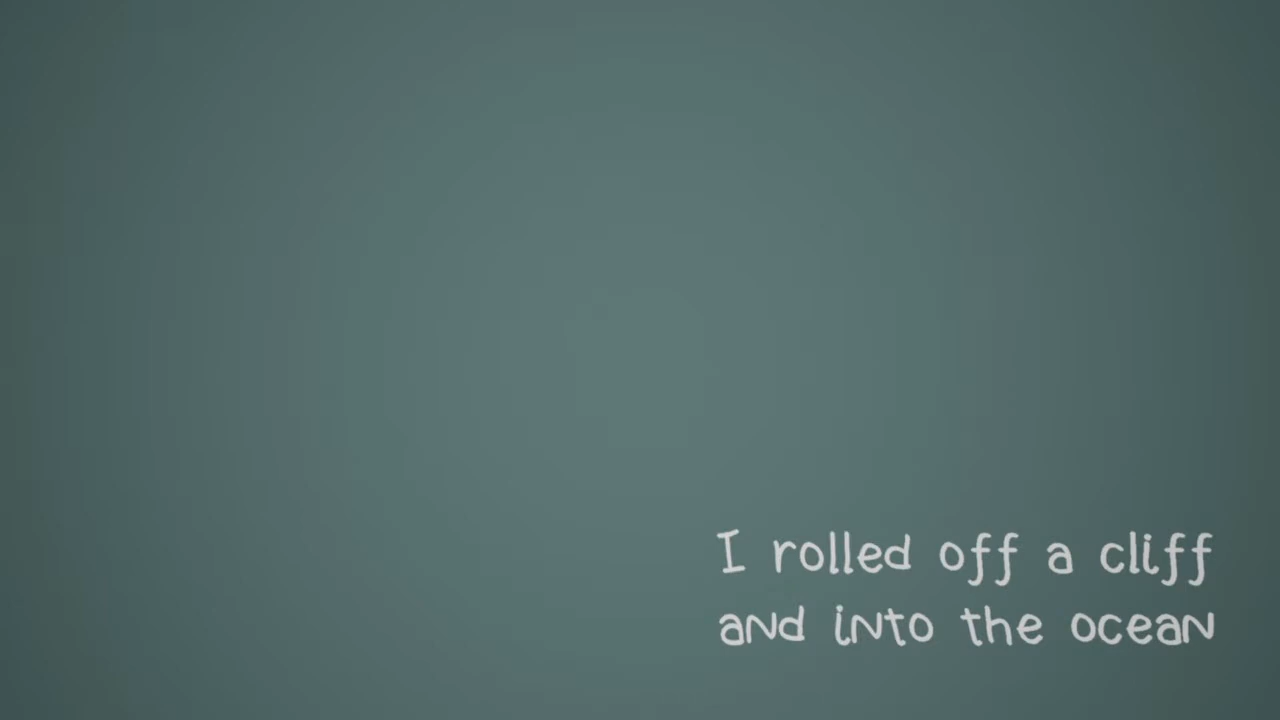 I rolled off a cliff
and into the ocean